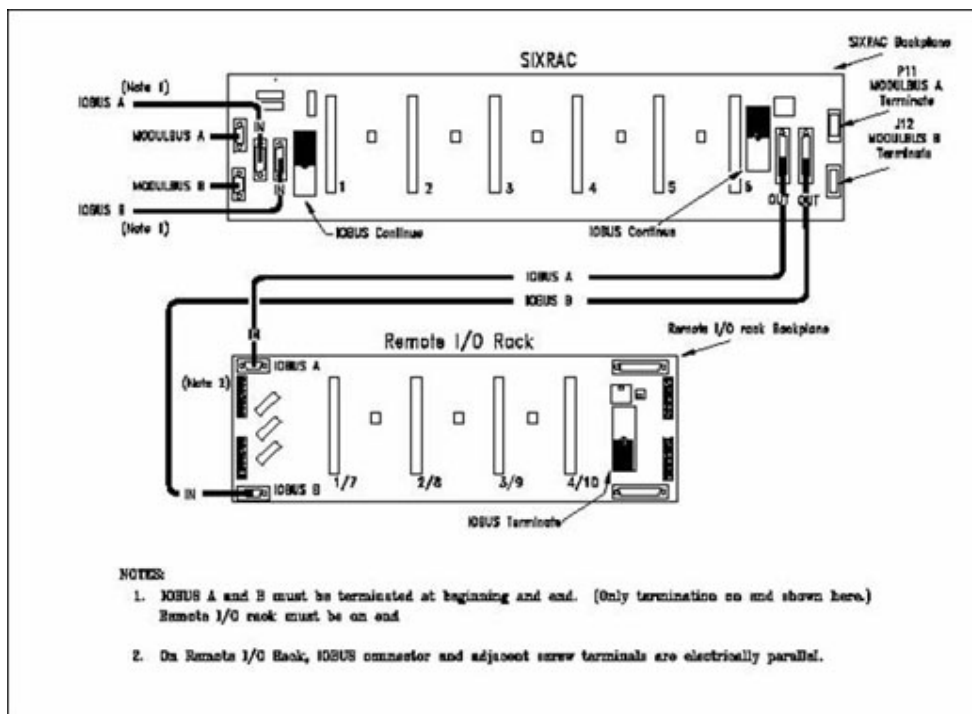 SIXRAC
SIXRAC Backplane
(Note 1)
IOBUS A
P11
MODULBUS A
Terminate
IN
MODULBUS A
J12
MODULBUS B
Terminate
MODULBUS B
IN
1
2
3
4
5
6
IOBUS B
OUT
OUT
(Note 1)
IOBUS Continue
IOBUS Continue
IOBUS A
IOBUS B
IN
Remote I/O Rack
Remote I/O rack Backplane
IOBUS A
(Note 2)
1/7
2/8
3/9
4/10
IN
IOBUS B
IOBUS Terminate
NOTES:
1. IOBUS A and B must be terminated at beginning and end. (Only termination on end shown here.)
Remote I/O rack must be on end
2. On Remote I/O Rack, IOBUS connector and adjacent screw terminals are electrically parallel.